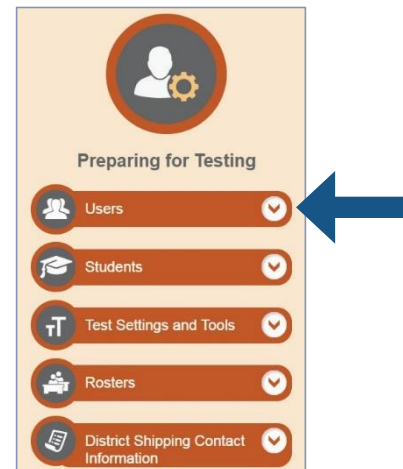 Preparing for Testing
Users
Students
Test Settings and Tools
Rosters
District Shipping Contact
Information